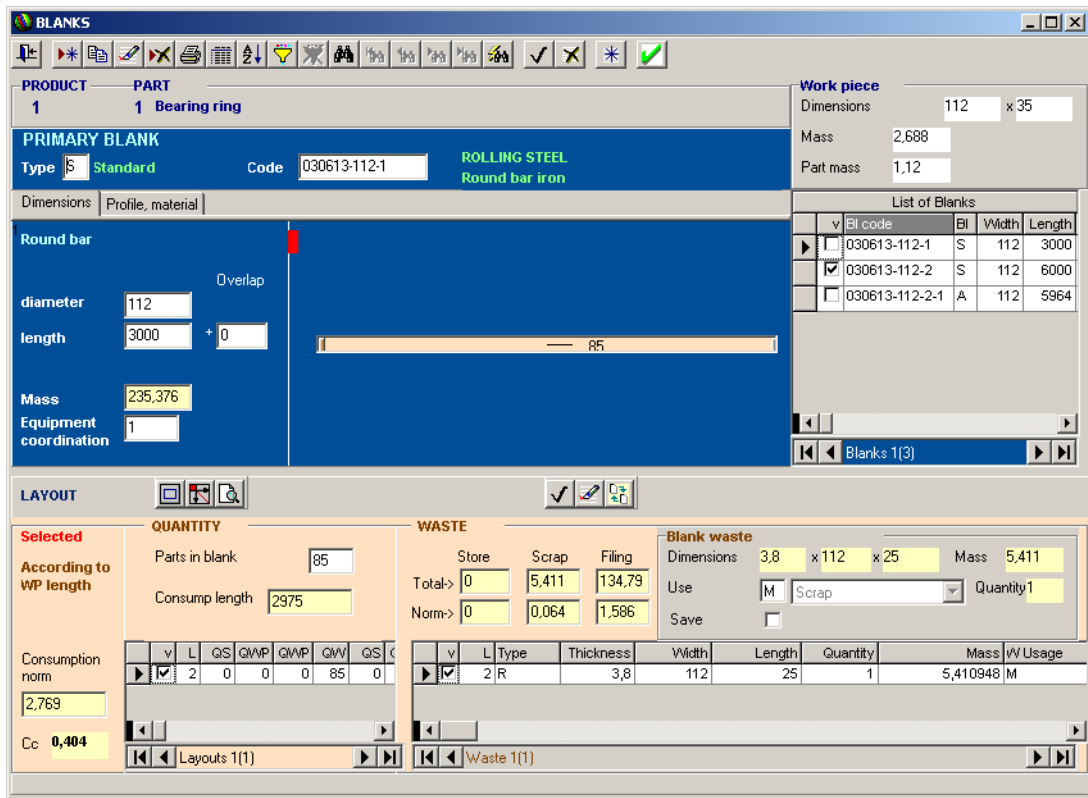 BLANKS
PRODUCT PART
1 1 Bearing ring
Work piece
Dimensions 112 x 35
Mass 2,688
Part mass 1,12
PRIMARY BLANK
Type S Standard Code 030613-112-1 ROLLING STEEL
Round bar iron
Dimensions Profile, material
List of Blanks
v Bl code Bl Width Length
030613-112-1 S 112 3000
030613-112-2 S 112 6000
030613-112-2-1 A 112 5964
Blanks 1(3)
1
Round bar
Overlap
diameter 112
length 3000 + 0
85
Mass 235,376
Equipment
coordination 1
LAYOUT
Selected
According to
WP length
Consumption
norm
2,769
Cc 0,404
QUANTITY
Parts in blank 85
Consump length 2975
v L QS QWP QWP QW QS
2 0 0 0 85 0
Layouts 1(1)
WASTE
Store Scrap Filing
Total-> 0 5,411 134,79
Norm-> 0 0,064 1,586
Blank waste
Dimensions 3,8 x 112 x 25 Mass 5,411
Use M Scrap Quantity 1
Save
v L Type Thickness Width Length Quantity Mass W Usage
2 R 3,8 112 25 1 5,410948 M
Waste 1(1)